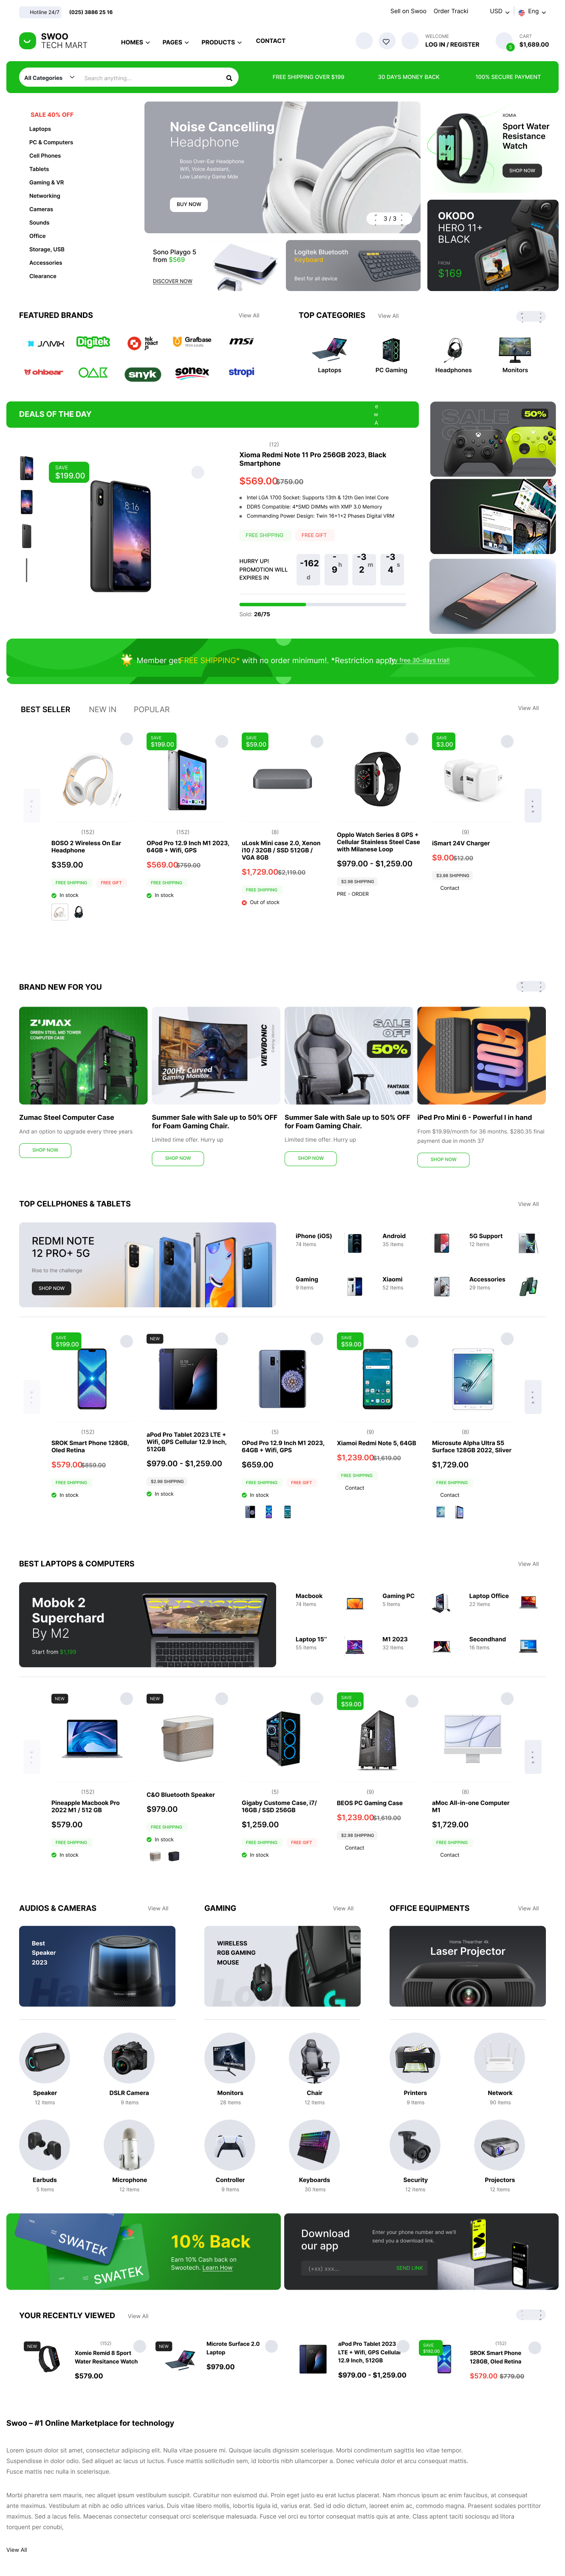 Hotline 24/7 (025) 3886 25 16
Sell on Swoo Order Tracki USD Eng
SWOO
TECH MART
HOMES PAGES PRODUCTS CONTACT
WELCOME
LOG IN / REGISTER
CART
0 $1,689.00
All Categories Search anything...
FREE SHIPPING OVER $199 30 DAYS MONEY BACK 100% SECURE PAYMENT
SALE 40% OFF
Laptops
PC & Computers
Cell Phones
Tablets
Gaming & VR
Networking
Cameras
Sounds
Office
Storage, USB
Accessories
Clearance
Noise Cancelling
Headphone
Boso Over-Ear Headphone
Wifi, Voice Assistant,
Low Latency Game Mde
BUY NOW
3 / 3
XOMIA
Sport Water
Resistance
Watch
SHOP NOW
OKODO
HERO 11+
BLACK
FROM
$169
Sono Playgo 5
from $569
DISCOVER NOW
Logitek Bluetooth
Keyboard
Best for all device
FEATURED BRANDS View All
JAMX Digitek tek react js Grafbase msi
ohbear OAK snyk sonex stropi
TOP CATEGORIES View All
Laptops PC Gaming Headphones Monitors
DEALS OF THE DAY
e
w
A
SALE
50%
SAVE
$199.00
(12)
Xioma Redmi Note 11 Pro 256GB 2023, Black
Smartphone
$569.00 $759.00
Intel LGA 1700 Socket: Supports 13th & 12th Gen Intel Core
DDR5 Compatible: 4*SMD DIMMs with XMP 3.0 Memory
Commanding Power Design: Twin 16+1+2 Phases Digital VRM
FREE SHIPPING FREE GIFT
HURRY UP!
PROMOTION WILL
EXPIRES IN
-162 d
-9 h
-32 m
-34 s
Sold: 26/75
Member get FREE SHIPPING* with no order minimum!. *Restriction apply Try free 30-days trial!
BEST SELLER NEW IN POPULAR View All
(152)
BOSO 2 Wireless On Ear
Headphone
$359.00
FREE SHIPPING FREE GIFT
In stock
SAVE
$199.00
(152)
OPod Pro 12.9 Inch M1 2023,
64GB + Wifi, GPS
$569.00 $759.00
FREE SHIPPING
In stock
SAVE
$59.00
(8)
uLosk Mini case 2.0, Xenon
i10 / 32GB / SSD 512GB /
VGA 8GB
$1,729.00 $2,119.00
FREE SHIPPING
Out of stock
Opplo Watch Series 8 GPS +
Cellular Stainless Steel Case
with Milanese Loop
$979.00 - $1,259.00
$2.98 SHIPPING
PRE - ORDER
SAVE
$3.00
(9)
iSmart 24V Charger
$9.00 $12.00
$3.98 SHIPPING
Contact
BRAND NEW FOR YOU
ZUMAX
GREEN STEEL MID TOWER
COMPUTER CASE
Zumac Steel Computer Case
And an option to upgrade every three years
SHOP NOW
VIEWSONIC
Gaming Monitor
200Hz Curved
Gaming Monitor
Summer Sale with Sale up to 50% OFF
for Foam Gaming Chair.
Limited time offer. Hurry up
SHOP NOW
SALE
OFF
50%
FANTASIX
CHAIR
Summer Sale with Sale up to 50% OFF
for Foam Gaming Chair.
Limited time offer. Hurry up
SHOP NOW
iPed Pro Mini 6 - Powerful I in hand
From $19.99/month for 36 months. $280.35 final
payment due in month 37
SHOP NOW
TOP CELLPHONES & TABLETS View All
REDMI NOTE
12 PRO+ 5G
Rise to the challenge
SHOP NOW
iPhone (iOS)
74 Items
Android
35 Items
5G Support
12 Items
Gaming
9 Items
Xiaomi
52 Items
Accessories
29 Items
SAVE
$199.00
(152)
SROK Smart Phone 128GB,
Oled Retina
$579.00 $859.00
FREE SHIPPING
In stock
NEW
aPod Pro Tablet 2023 LTE +
Wifi, GPS Cellular 12.9 Inch,
512GB
$979.00 - $1,259.00
$2.98 SHIPPING
In stock
(5)
OPod Pro 12.9 Inch M1 2023,
64GB + Wifi, GPS
$659.00
FREE SHIPPING FREE GIFT
In stock
SAVE
$59.00
(9)
Xiamoi Redmi Note 5, 64GB
$1,239.00 $1,619.00
FREE SHIPPING
Contact
(8)
Microsute Alpha Ultra S5
Surface 128GB 2022, Sliver
$1,729.00
FREE SHIPPING
Contact
BEST LAPTOPS & COMPUTERS View All
Mobok 2
Superchard
By M2
Start from $1,199
Macbook
74 Items
Gaming PC
5 Items
Laptop Office
22 Items
Laptop 15"
55 Items
M1 2023
32 Items
Secondhand
16 Items
NEW
(152)
Pineapple Macbook Pro
2022 M1 / 512 GB
$579.00
FREE SHIPPING
In stock
NEW
C&O Bluetooth Speaker
$979.00
FREE SHIPPING
In stock
(5)
Gigaby Custome Case, i7/
16GB / SSD 256GB
$1,259.00
FREE SHIPPING FREE GIFT
In stock
SAVE
$59.00
(9)
BEOS PC Gaming Case
$1,239.00 $1,619.00
$2.98 SHIPPING
Contact
(8)
aMoc All-in-one Computer
M1
$1,729.00
FREE SHIPPING
Contact
AUDIOS & CAMERAS View All
Best
Speaker
2023
Speaker
12 Items
DSLR Camera
9 Items
Earbuds
5 Items
Microphone
12 Items
GAMING View All
WIRELESS
RGB GAMING
MOUSE
Monitors
28 Items
Chair
12 Items
Controller
9 Items
Keyboards
30 Items
OFFICE EQUIPMENTS View All
Home Thearther 4k
Laser Projector
Printers
9 Items
Network
90 Items
Security
12 Items
Projectors
12 Items
SWATEK
SWATEK
10% Back
Earn 10% Cash back on
Swootech. Learn How
Download
our app
Enter your phone number and we'll
send you a download link.
(+xx) xxx... SEND LINK
YOUR RECENTLY VIEWED View All
NEW
(152)
Xomie Remid 8 Sport
Water Resitance Watch
$579.00
NEW
Microte Surface 2.0
Laptop
$979.00
aPod Pro Tablet 2023
LTE + Wifi, GPS Cellular
12.9 Inch, 512GB
$979.00 - $1,259.00
SAVE
$192.00
(152)
SROK Smart Phone
128GB, Oled Retina
$579.00 $779.00
Swoo – #1 Online Marketplace for technology
Lorem ipsum dolor sit amet, consectetur adipiscing elit. Nulla vitae posuere mi. Quisque iaculis dignissim scelerisque. Morbi condimentum sagittis leo vitae tempor.
Suspendisse in dolor odio. Sed aliquet ac lacus ut luctus. Fusce mattis sollicitudin sem, id lobortis nibh ullamcorper a. Donec vehicula dolor et arcu consequat mattis.
Fusce mattis nec nulla in scelerisque.
Morbi pharetra sem mauris, nec aliquet ipsum vestibulum suscipit. Curabitur non euismod dui. Proin eget justo eu erat luctus placerat. Nam rhoncus ipsum ac enim faucibus, at consequat
ante maximus. Vestibulum at nibh ac odio ultrices varius. Duis vitae libero mollis, lobortis ligula id, varius erat. Sed id odio dictum, laoreet enim ac, commodo magna. Praesent sodales porttitor
maximus. Sed a lacus felis. Maecenas consectetur consequat orci scelerisque malesuada. Fusce vel orci eu tortor consequat mattis quis at ante. Class aptent taciti sociosqu ad litora
torquent per conubi,
View All